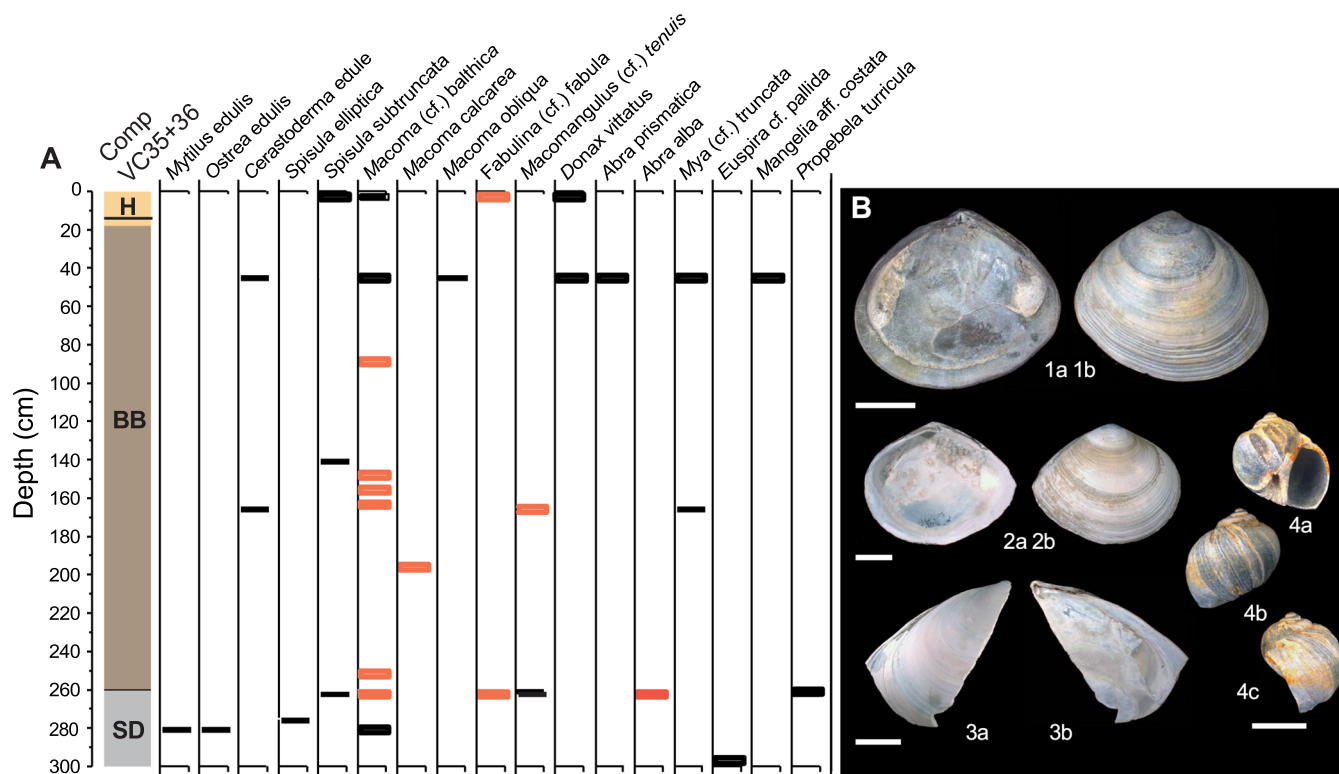 A
Comp
VC35+36
Mytilus edulis
Ostrea edulis
Cerastoderma edule
Spisula elliptica
Spisula subtruncata
Macoma (cf.) balthica
Macoma calcarea
Macoma obliqua
Fabulina (cf.) fabula
Macomangulus (cf.) tenuis
Donax vittatus
Abra prismatica
Abra alba
Mya (cf.) truncata
Euspira cf. pallida
Mangelia aff. costata
Propebela turricula
Depth (cm)
0
20
40
60
80
100
120
140
160
180
200
220
240
260
280
300
H
BB
SD
B
1a 1b
2a 2b
3a
3b
4a
4b
4c